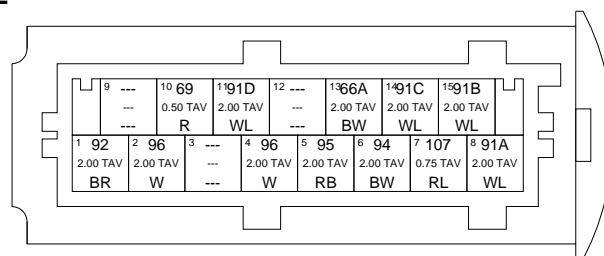 9 --- 10 69 11 91D 12 --- 13 66A 14 91C 15 91B
--- 0.50 TAV 2.00 TAV --- 2.00 TAV 2.00 TAV 2.00 TAV
--- R WL --- BW WL WL
1 92 2 96 3 --- 4 96 5 95 6 94 7 107 8 91A
2.00 TAV 2.00 TAV --- 2.00 TAV 2.00 TAV 2.00 TAV 0.75 TAV 2.00 TAV
BR W --- W RB BW RL WL